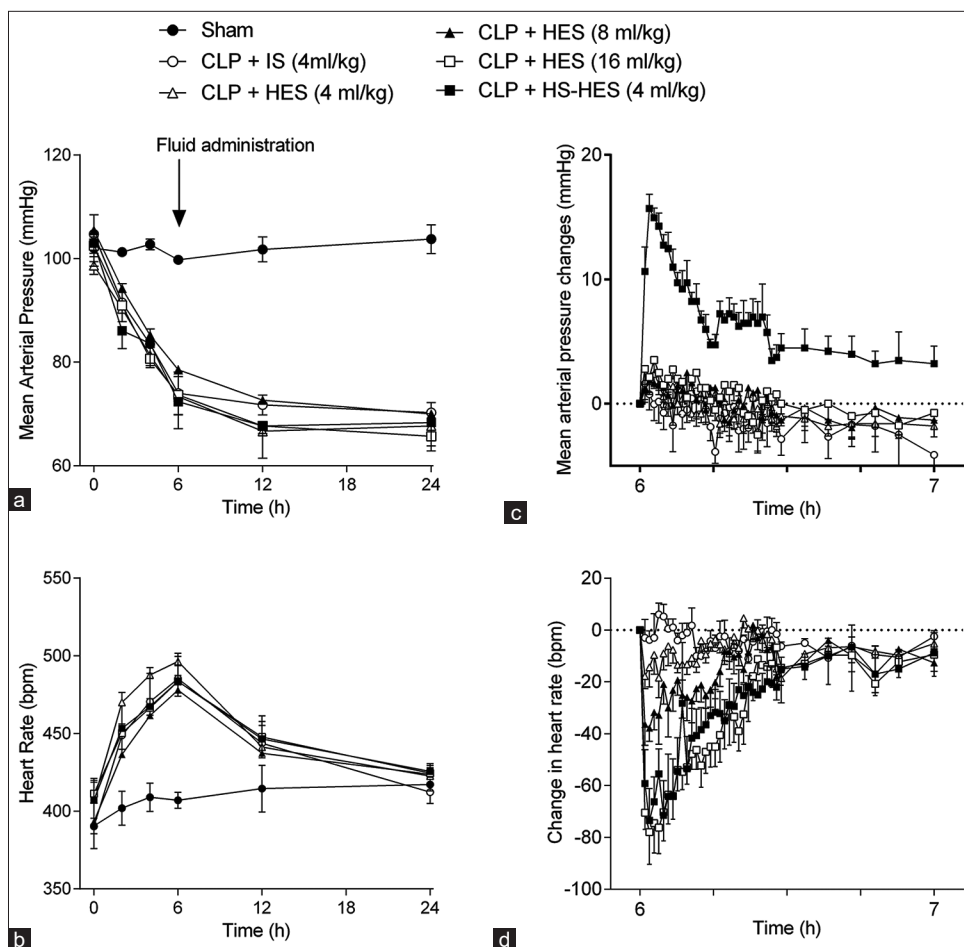 Sham
CLP + IS (4ml/kg)
CLP + HES (4 ml/kg)
CLP + HES (8 ml/kg)
CLP + HES (16 ml/kg)
CLP + HS-HES (4 ml/kg)
Fluid administration
Mean Arterial Pressure (mmHg)
120
100
80
60
0 6 12 18 24
Time (h)
a
Mean arterial pressure changes (mmHg)
20
10
0
6 7
Time (h)
c
Heart Rate (bpm)
550
500
450
400
350
0 6 12 18 24
Time (h)
b
Change in heart rate (bpm)
20
0
-20
-40
-60
-80
-100
6 7
Time (h)
d